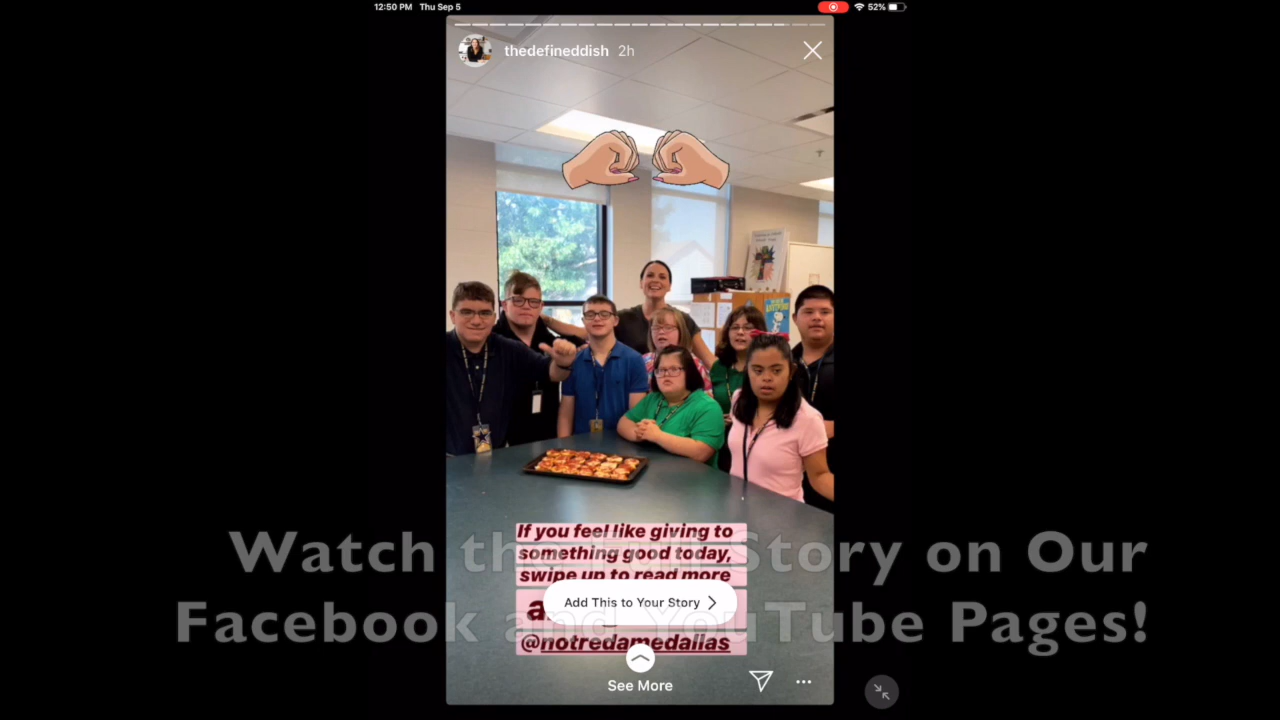 12:50 PM Thu Sep 5
52%
thedefineddish 2h
If you feel like giving to
something good today,
swipe up to read more
Add This to Your Story
@notredamedallas
See More
Watch the Full Story on Our
Facebook and YouTube Pages!